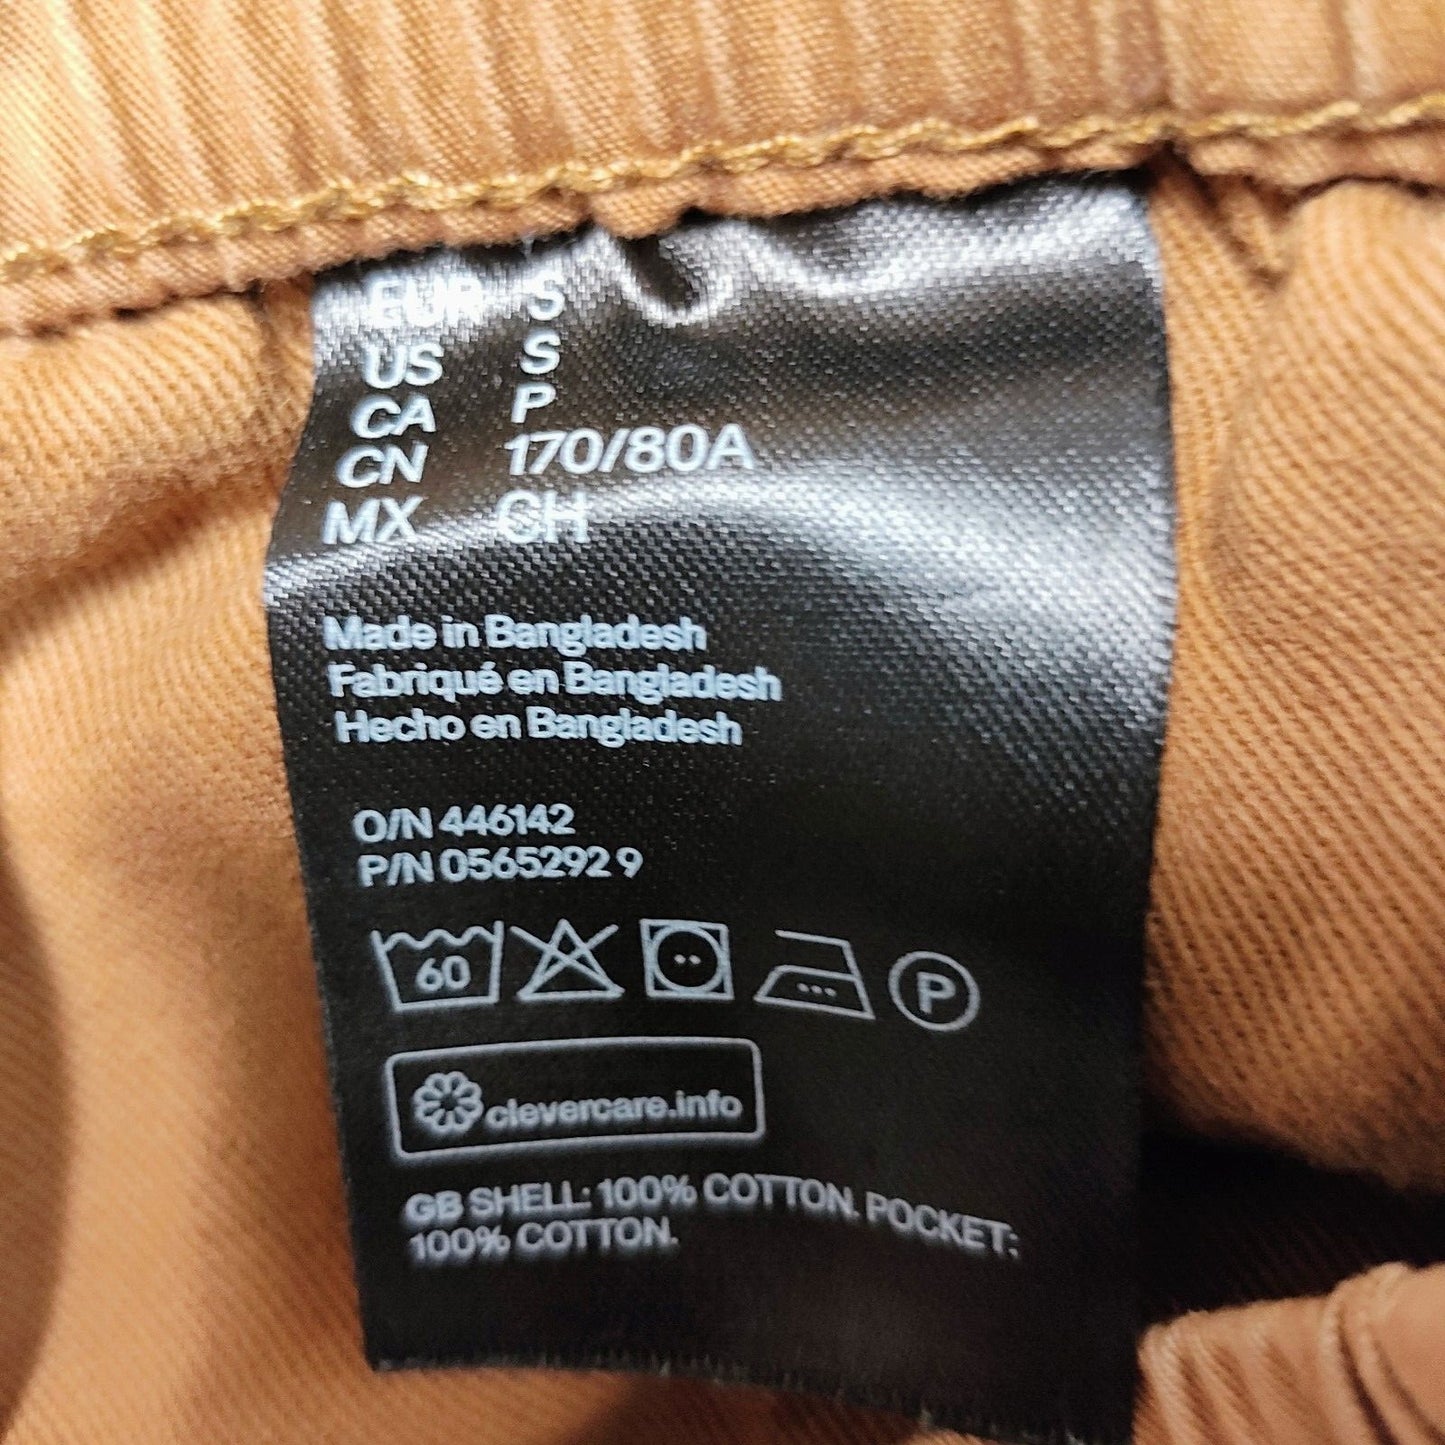 EUR S
US S
CA P
CN 170/80A
MX CH
Made in Bangladesh
Fabriqué en Bangladesh
Hecho en Bangladesh
O/N 446142
P/N 0565292 9
60
P
clevercare.info
GB SHELL: 100% COTTON. POCKET:
100% COTTON.